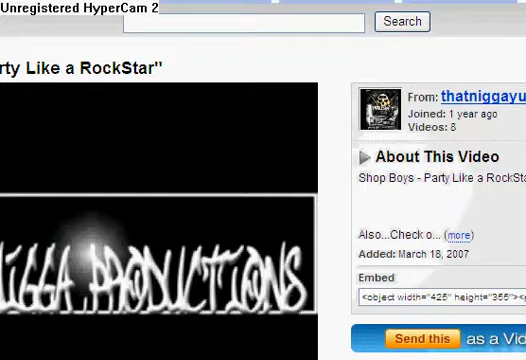 Unregistered HyperCam 2
Search
rty Like a RockStar"
From: thatniggayu
Joined: 1 year ago
Videos: 8
About This Video
Shop Boys - Party Like a RockSta
Also...Check o... (more)
Added: March 18, 2007
Embed
<object width="425" height="355"><p
Send this as a Vid
igga Productions